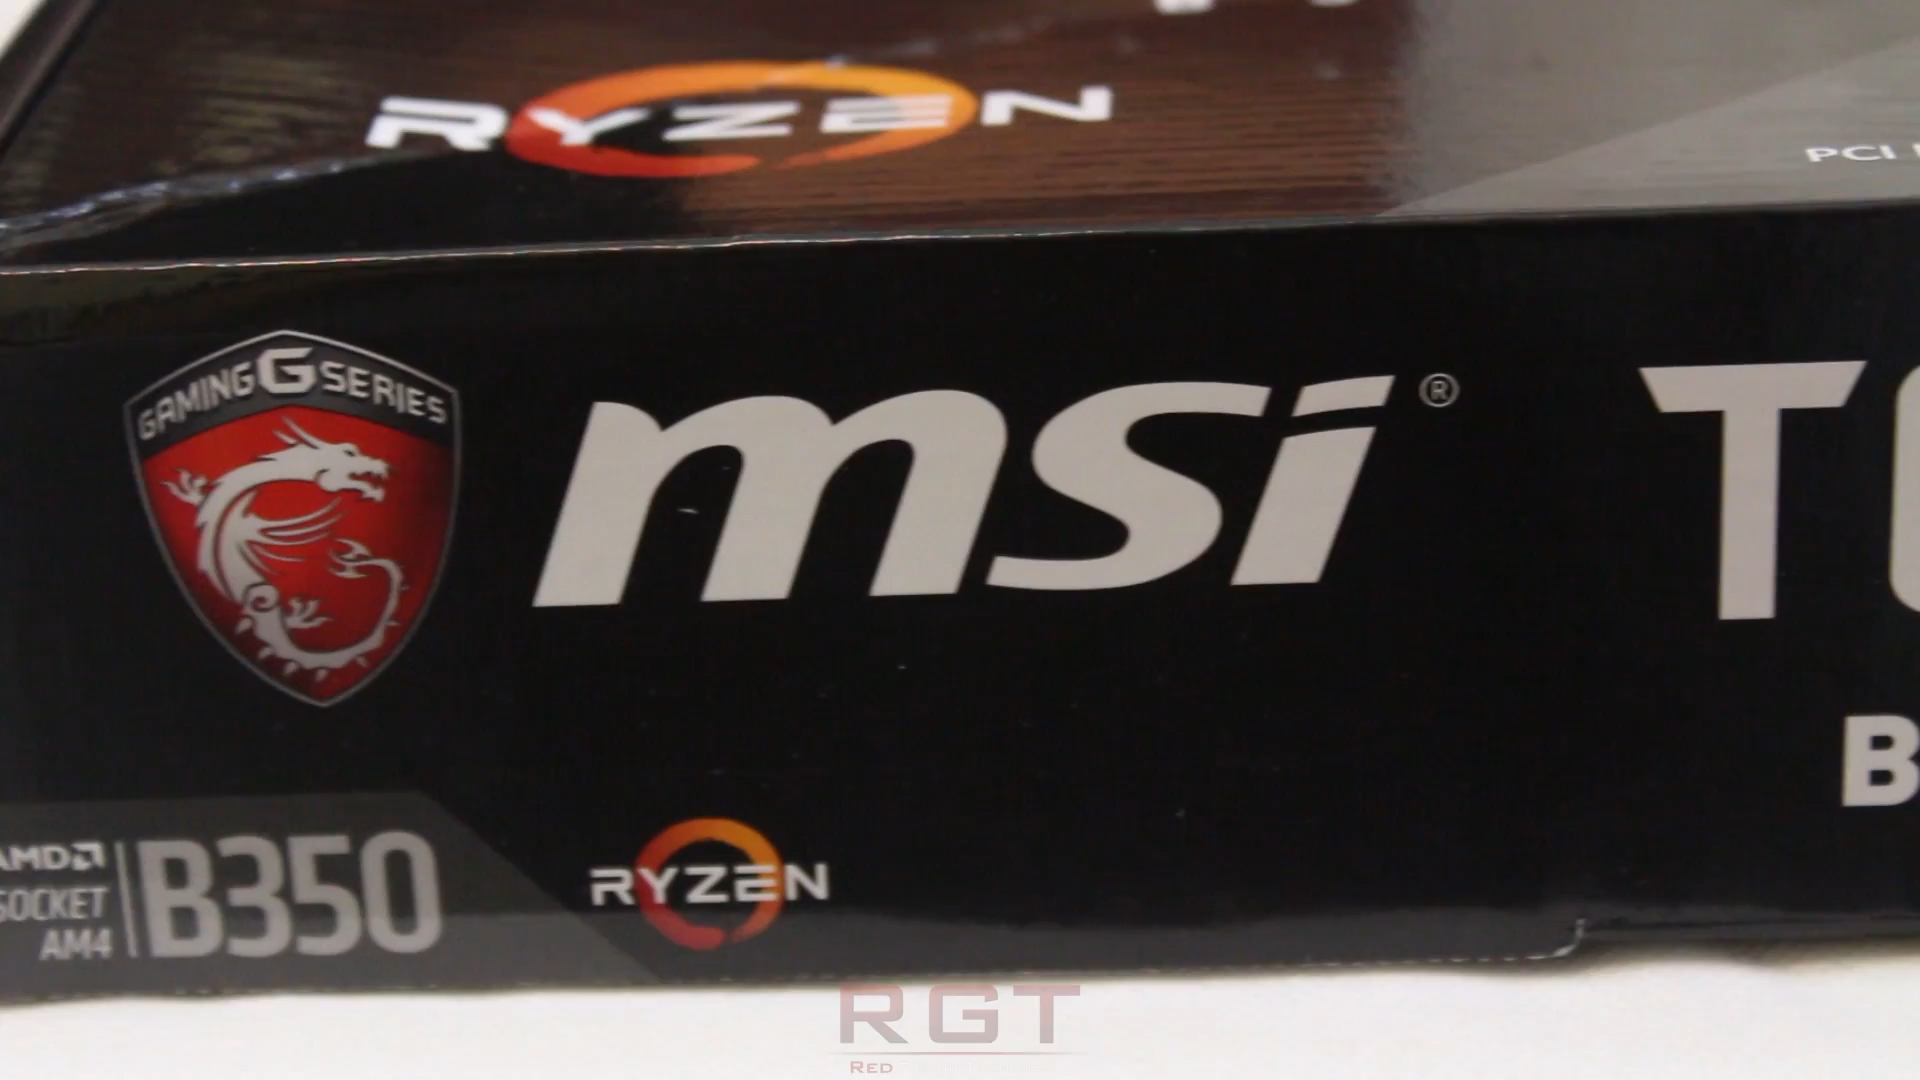 RYZEN
PCI
GAMING G SERIES
msi®
AMD
SOCKET
AM4
B350
RYZEN
RGT
RED